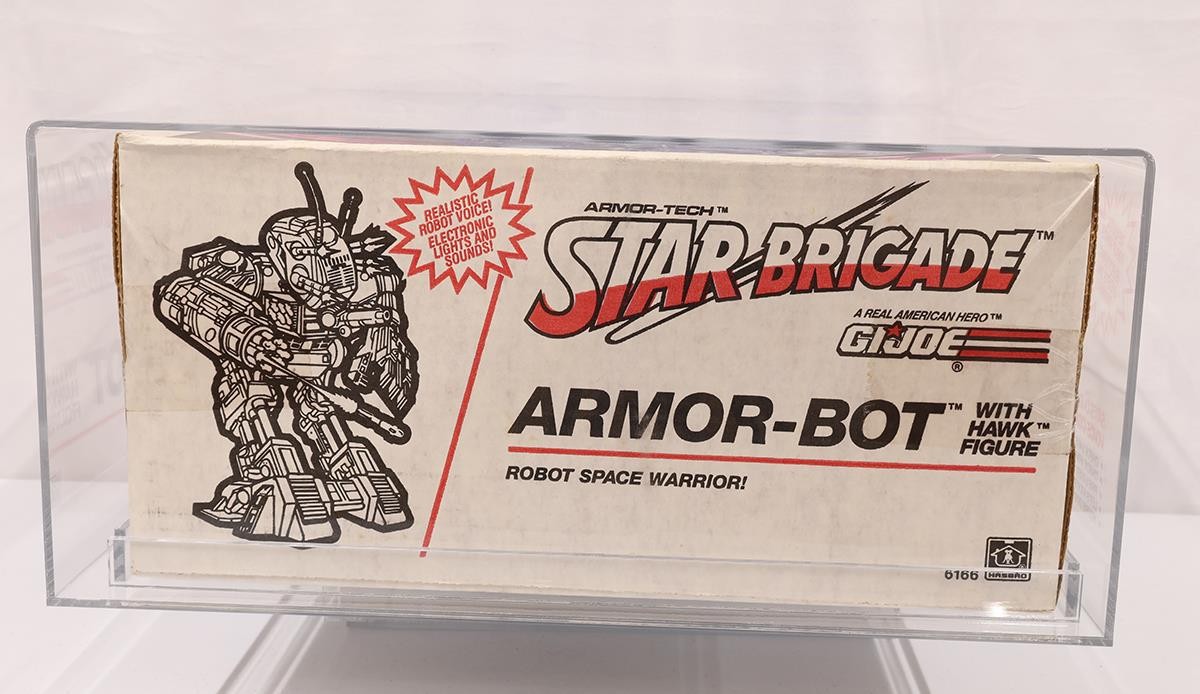 REALISTIC
ROBOT VOICE!
ELECTRONIC
LIGHTS AND
SOUNDS!
ARMOR-TECH™
STAR BRIGADE™
A REAL AMERICAN HERO™
GI JOE®
ARMOR-BOT™
WITH
HAWK™
FIGURE
ROBOT SPACE WARRIOR!
6166 HASBRO